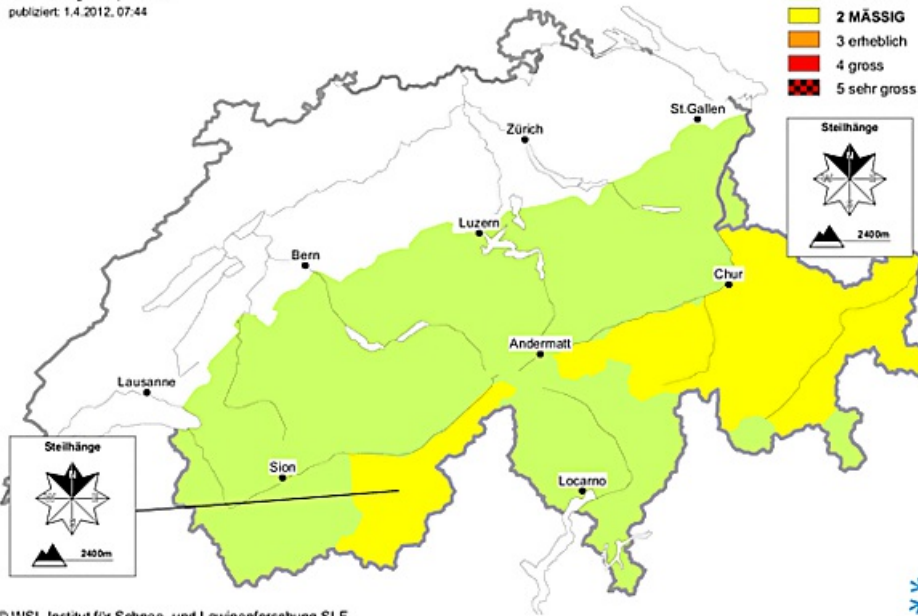 publiziert: 1.4.2012, 07:44
2 MÄSSIG
3 erheblich
4 gross
5 sehr gross
St.Gallen
Zürich
Steilhänge
N
2400m
Luzern
Bern
Chur
Andermatt
Lausanne
Steilhänge
N
Sion
Locarno
2400m
© WSL Institut für Schnee- und Lawinenforschung SLF